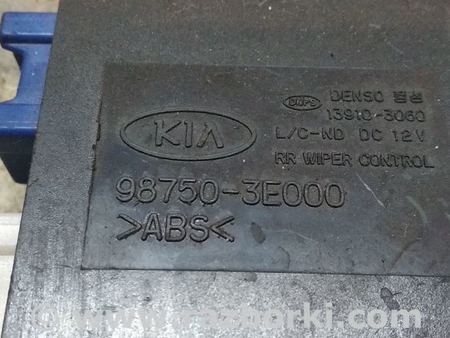 DENSO 풍성
13910-3060
KIA
L/C-ND DC 12V
RR WIPER CONTROL
98750-3E000
>ABS<
www.razborki.com